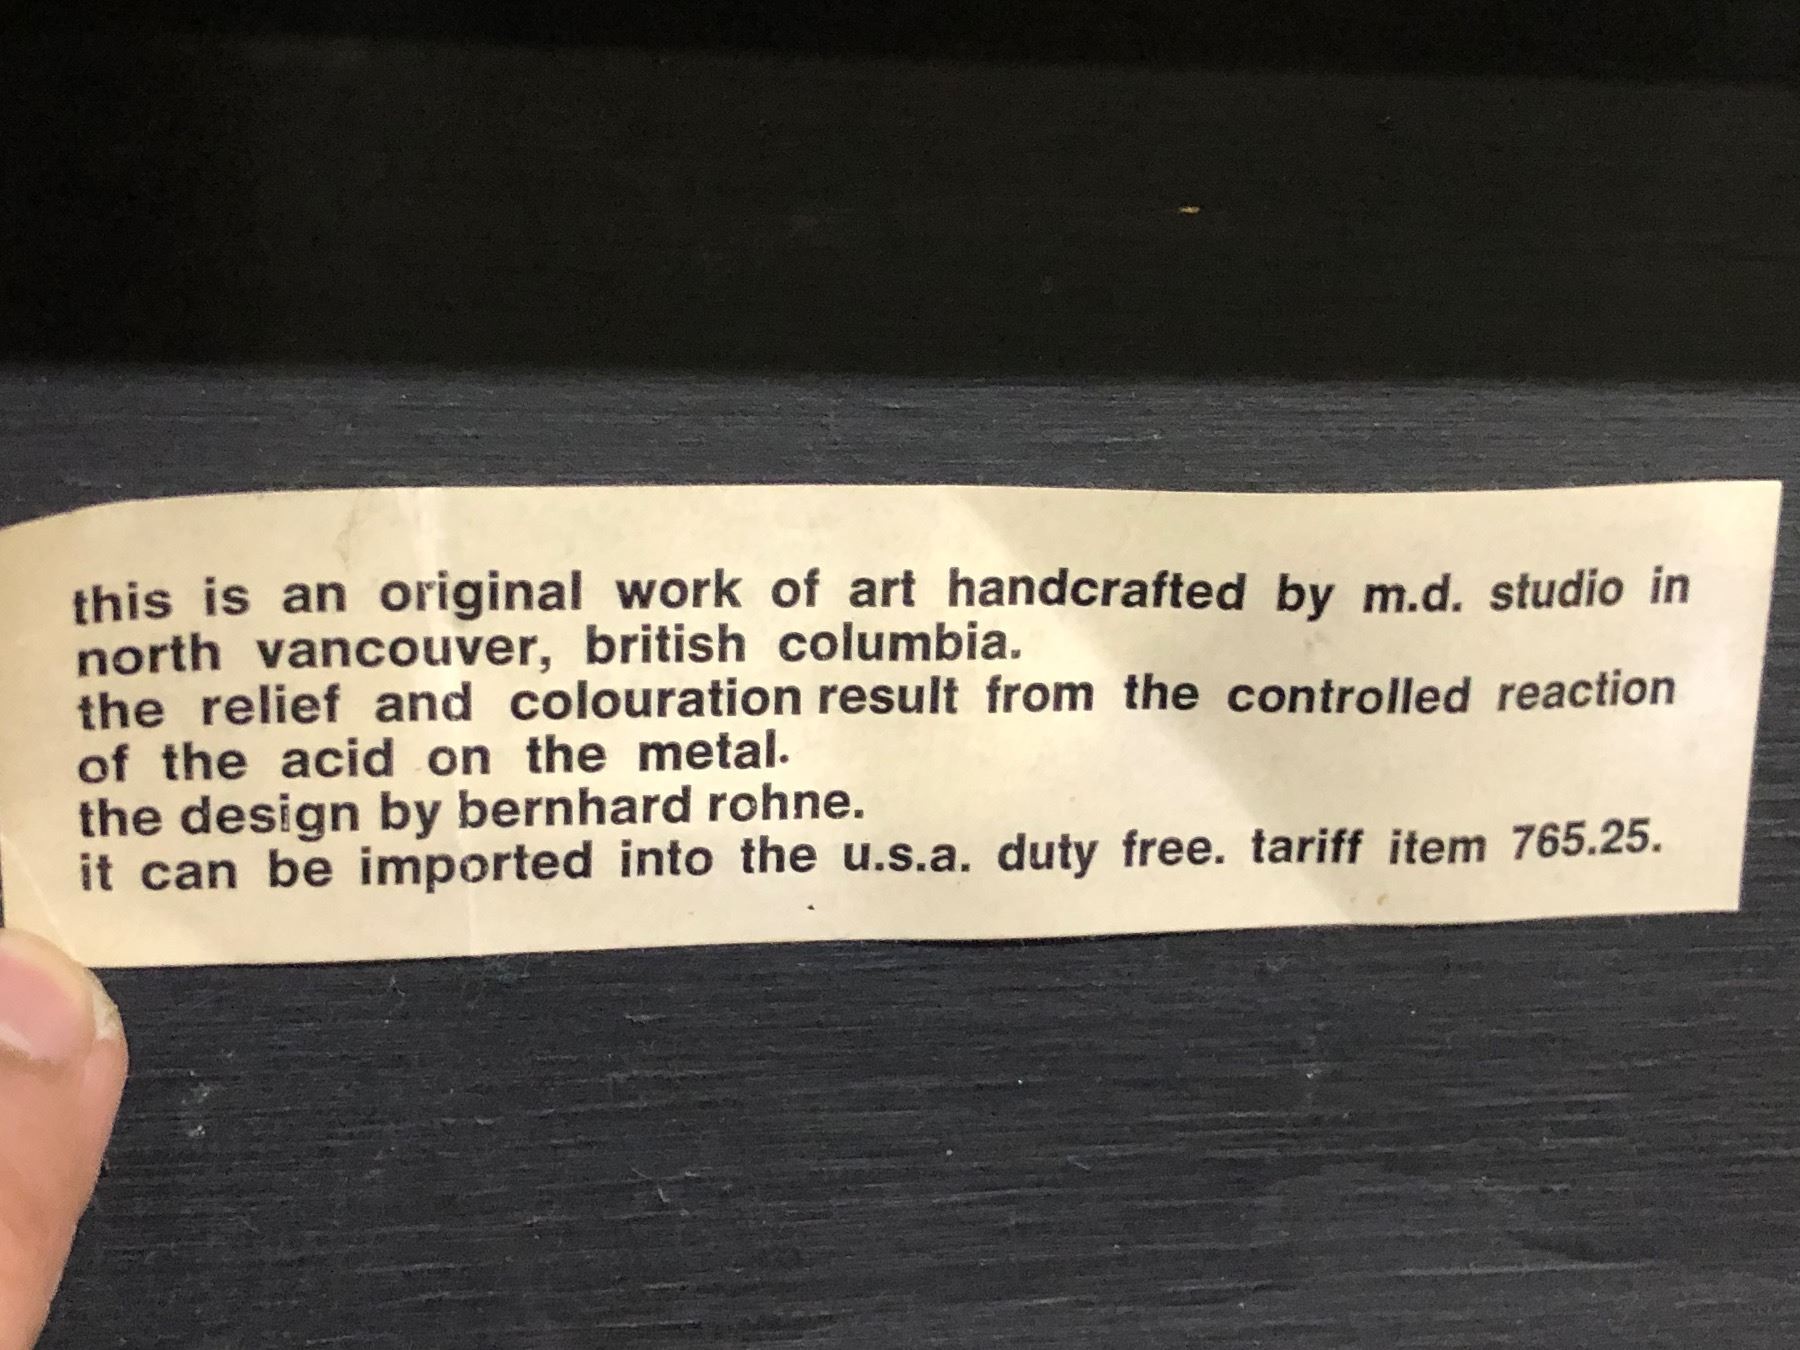 this is an original work of art handcrafted by m.d. studio in
north vancouver, british columbia.
the relief and colouration result from the controlled reaction
of the acid on the metal.
the design by bernhard rohne.
it can be imported into the u.s.a. duty free. tariff item 765.25.